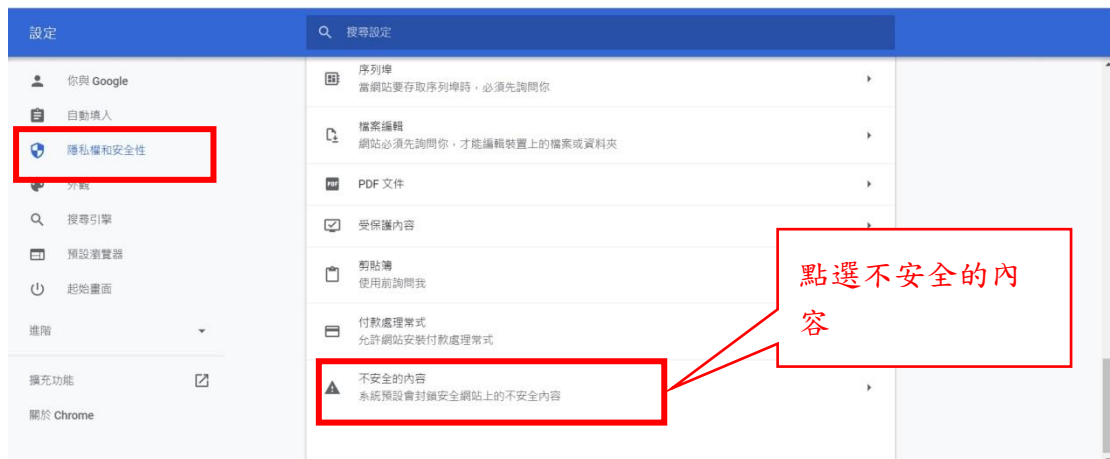 設定
搜尋設定
你與 Google
自動填入
隱私權和安全性
外觀
搜尋引擎
預設瀏覽器
起始畫面
進階
擴充功能
關於 Chrome
序列埠
當網站要存取序列埠時，必須先詢問你
檔案編輯
網站必須先詢問你，才能編輯裝置上的檔案或資料夾
PDF
PDF 文件
受保護內容
剪貼簿
使用前詢問我
付款處理常式
允許網站安裝付款處理常式
不安全的內容
系統預設會封鎖安全網站上的不安全內容
點選不安全的內
容